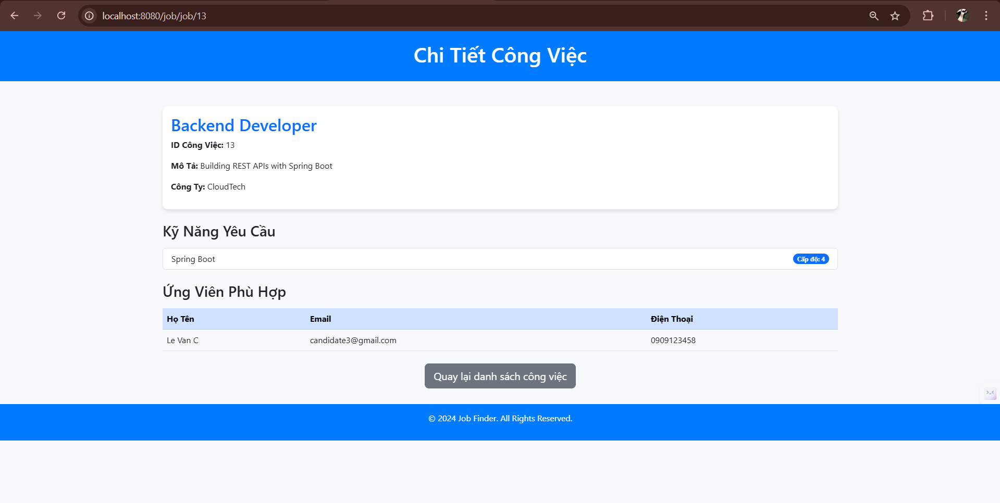 localhost:8080/job/job/13
Chi Tiết Công Việc
Backend Developer
ID Công Việc: 13
Mô Tả: Building REST APIs with Spring Boot
Công Ty: CloudTech
Kỹ Năng Yêu Cầu
Spring Boot Cấp độ: 4
Ứng Viên Phù Hợp
Họ Tên Email Điện Thoại
Le Van C candidate3@gmail.com 0909123458
Quay lại danh sách công việc
© 2024 Job Finder. All Rights Reserved.